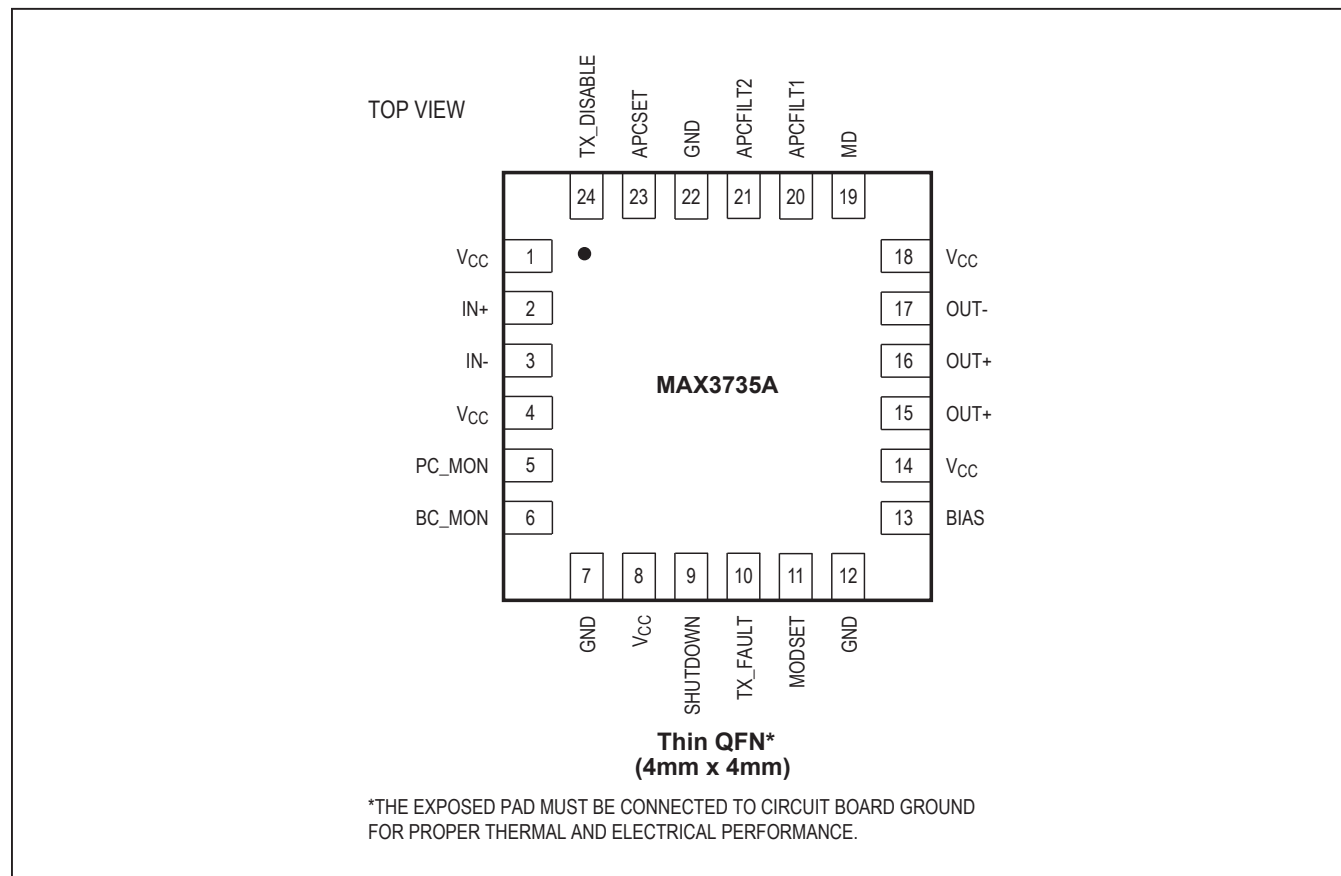 TOP VIEW
TX_DISABLE
APCSET
GND
APCFILT2
APCFILT1
MD
24 23 22 21 20 19
VCC 1 18 VCC
IN+ 2 17 OUT-
IN- 3 16 OUT+
MAX3735A
VCC 4 15 OUT+
PC_MON 5 14 VCC
BC_MON 6 13 BIAS
7 8 9 10 11 12
GND
VCC
SHUTDOWN
TX_FAULT
MODSET
GND
Thin QFN*
(4mm x 4mm)
*THE EXPOSED PAD MUST BE CONNECTED TO CIRCUIT BOARD GROUND
FOR PROPER THERMAL AND ELECTRICAL PERFORMANCE.